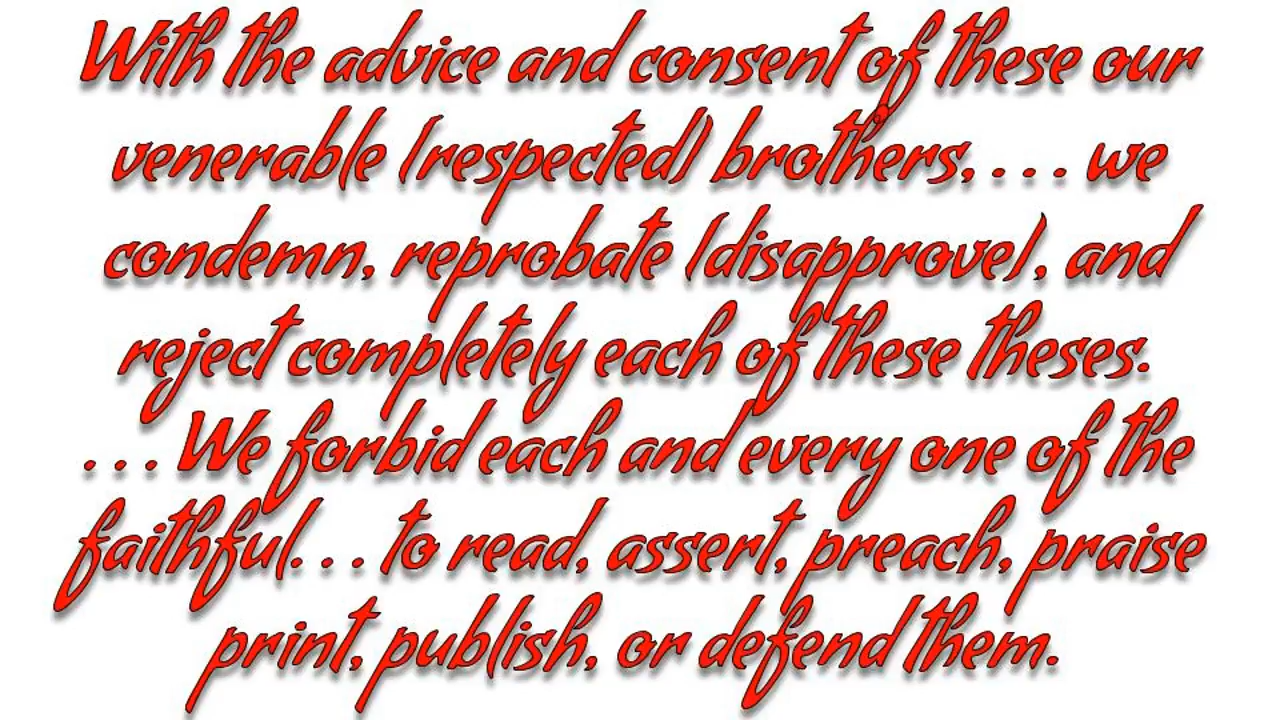 With the advice and consent of these our
venerable (respected) brothers, . . . we
condemn, reprobate (disapprove), and
reject completely each of these theses.
. . . We forbid each and every one of the
faithful. . . to read, assert, preach, praise
print, publish, or defend them.